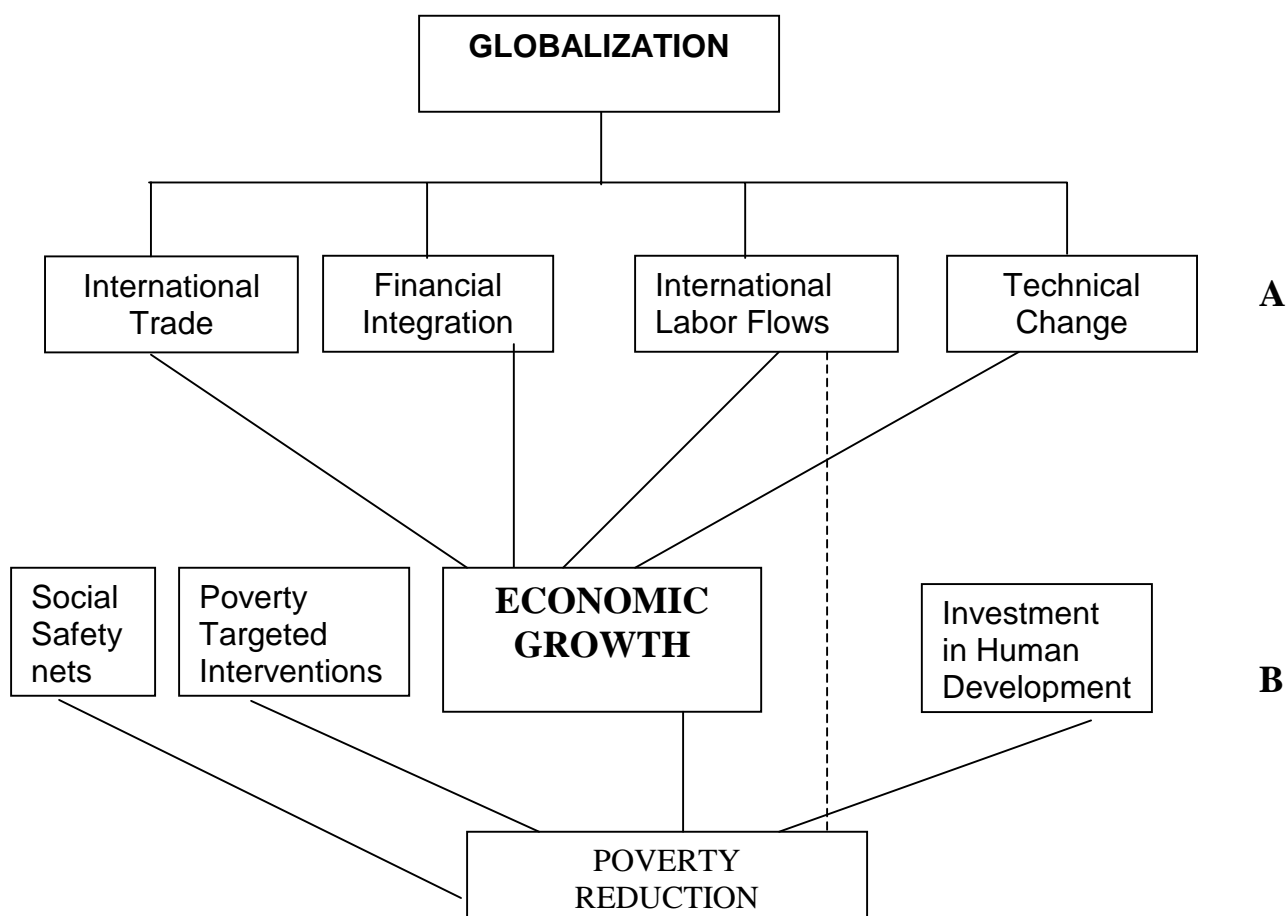 GLOBALIZATION
International
Trade
Financial
Integration
International
Labor Flows
Technical
Change
A
Social
Safety
nets
Poverty
Targeted
Interventions
ECONOMIC
GROWTH
Investment
in Human
Development
B
POVERTY
REDUCTION